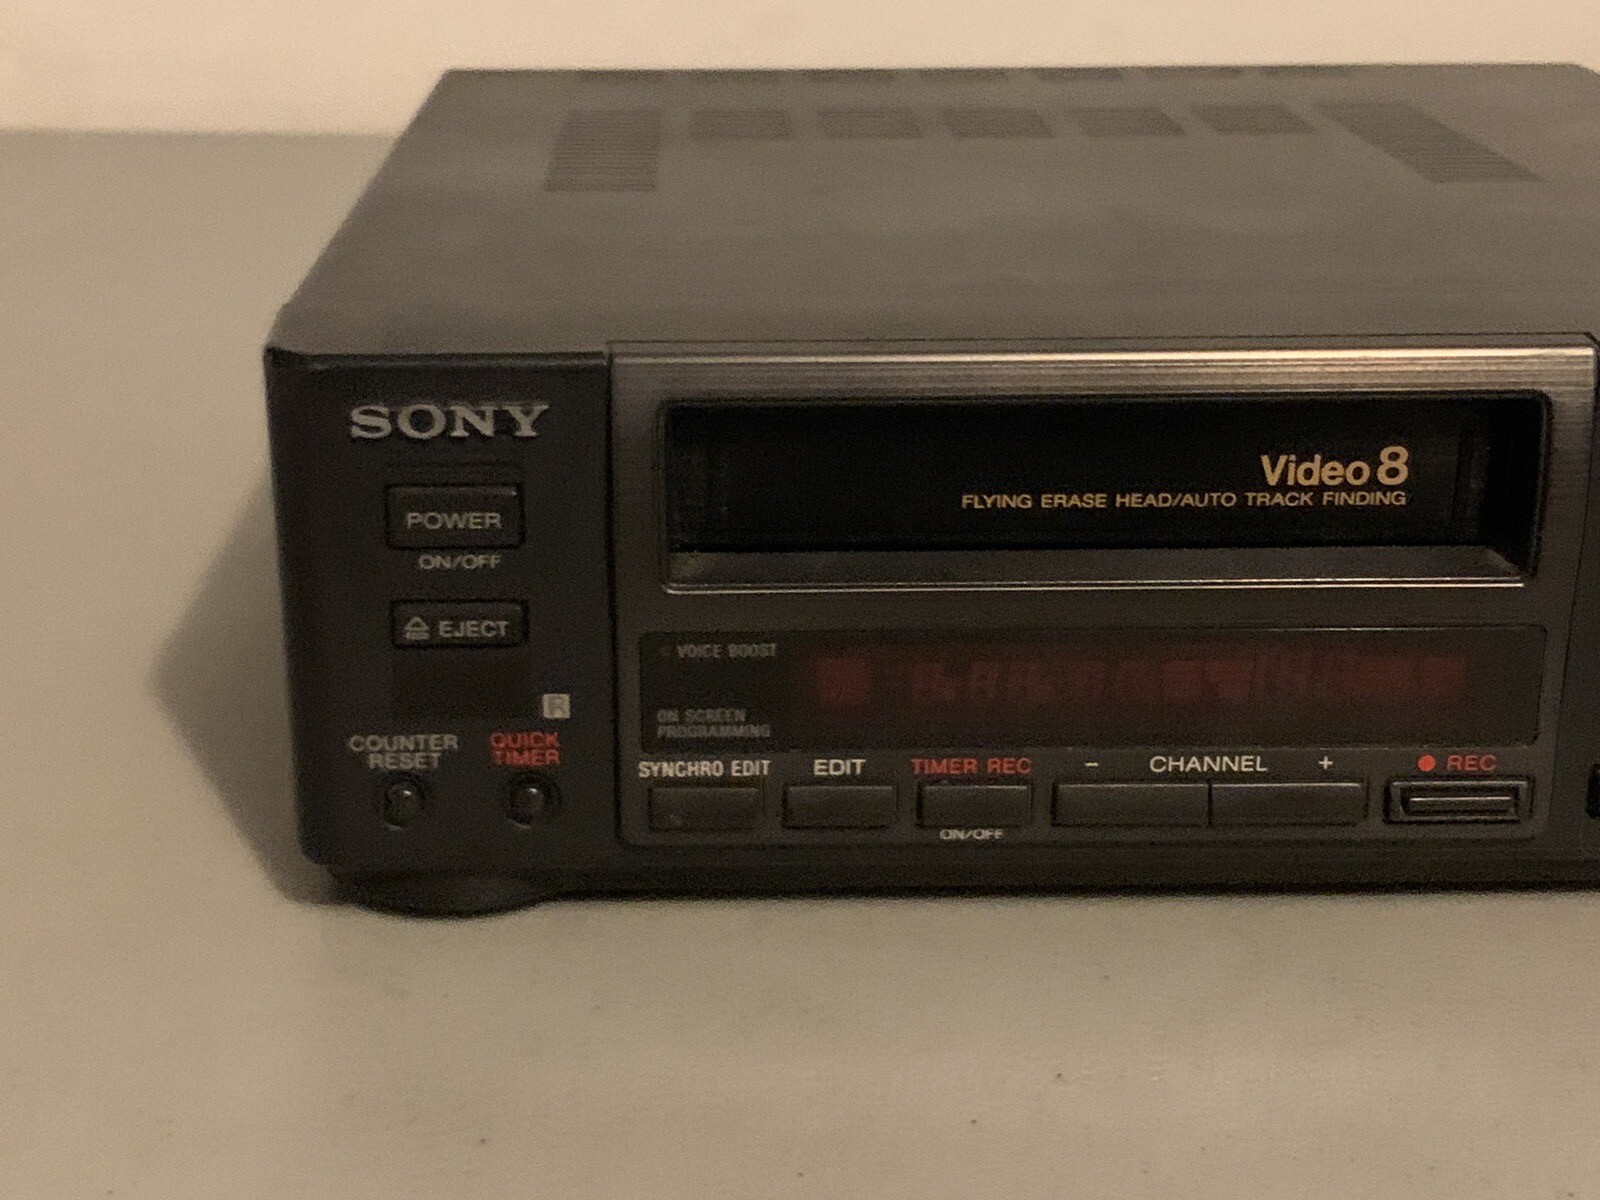 SONY
POWER
ON/OFF
EJECT
R
COUNTER
RESET
QUICK
TIMER
Video 8
FLYING ERASE HEAD/AUTO TRACK FINDING
VOICE BOOST
ON SCREEN
PROGRAMMING
SYNCHRO EDIT
EDIT
TIMER REC
ON/OFF
- CHANNEL +
REC